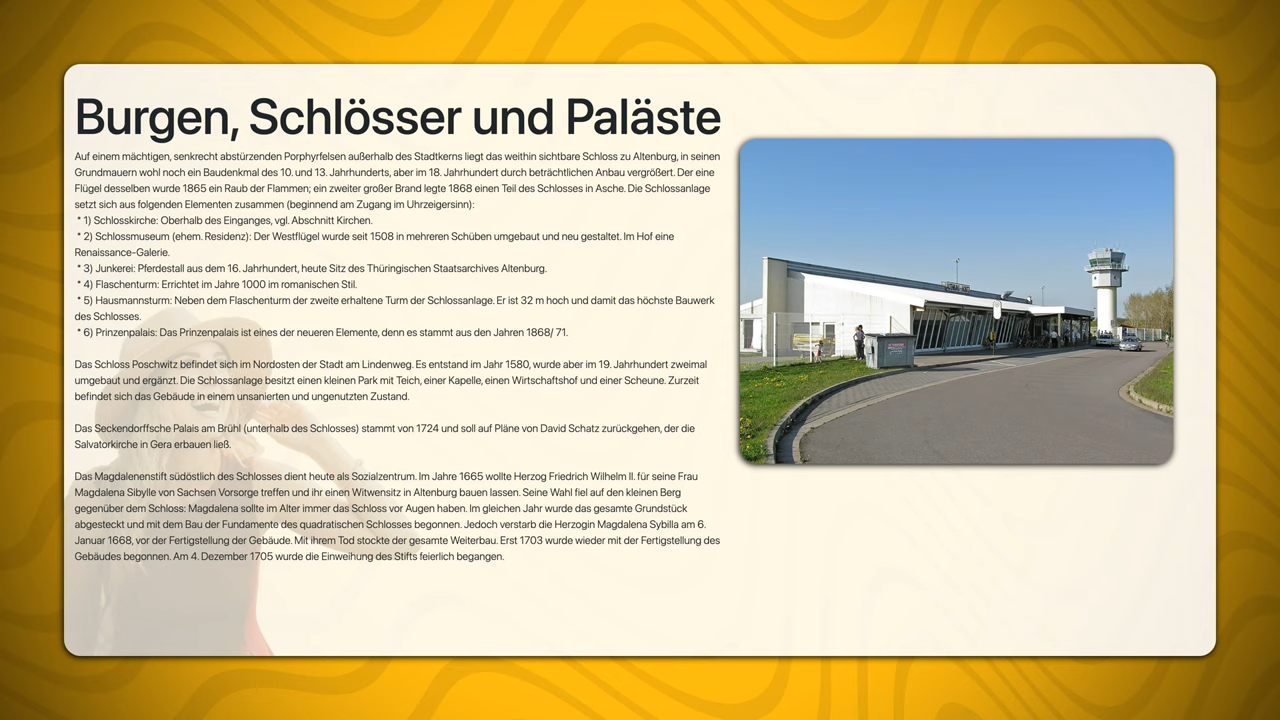 Burgen, Schlösser und Paläste
Auf einem mächtigen, senkrecht abstürzenden Porphyrfelsen außerhalb des Stadtkerns liegt das weithin sichtbare Schloss zu Altenburg, in seinen
Grundmauern wohl noch ein Baudenkmal des 10. und 13. Jahrhunderts, aber im 18. Jahrhundert durch beträchtlichen Anbau vergrößert. Der eine
Flügel desselben wurde 1865 ein Raub der Flammen; ein zweiter großer Brand legte 1868 einen Teil des Schlosses in Asche. Die Schlossanlage
setzt sich aus folgenden Elementen zusammen (beginnend am Zugang im Uhrzeigersinn):
* 1) Schlosskirche: Oberhalb des Einganges, vgl. Abschnitt Kirchen.
* 2) Schlossmuseum (ehem. Residenz): Der Westflügel wurde seit 1508 in mehreren Schüben umgebaut und neu gestaltet. Im Hof eine
Renaissance-Galerie.
* 3) Junkerei: Pferdestall aus dem 16. Jahrhundert, heute Sitz des Thüringischen Staatsarchives Altenburg.
* 4) Flaschenturm: Errichtet im Jahre 1000 im romanischen Stil.
* 5) Hausmannsturm: Neben dem Flaschenturm der zweite erhaltene Turm der Schlossanlage. Er ist 32 m hoch und damit das höchste Bauwerk
des Schlosses.
* 6) Prinzenpalais: Das Prinzenpalais ist eines der neueren Elemente, denn es stammt aus den Jahren 1868/ 71.
Das Schloss Poschwitz befindet sich im Nordosten der Stadt am Lindenweg. Es entstand im Jahr 1580, wurde aber im 19. Jahrhundert zweimal
umgebaut und ergänzt. Die Schlossanlage besitzt einen kleinen Park mit Teich, einer Kapelle, einen Wirtschaftshof und einer Scheune. Zurzeit
befindet sich das Gebäude in einem unsanierten und ungenutzten Zustand.
Das Seckendorffsche Palais am Brühl (unterhalb des Schlosses) stammt von 1724 und soll auf Pläne von David Schatz zurückgehen, der die
Salvatorkirche in Gera erbauen ließ.
Das Magdalenenstift südöstlich des Schlosses dient heute als Sozialzentrum. Im Jahre 1665 wollte Herzog Friedrich Wilhelm II. für seine Frau
Magdalena Sibylle von Sachsen Vorsorge treffen und ihr einen Witwensitz in Altenburg bauen lassen. Seine Wahl fiel auf den kleinen Berg
gegenüber dem Schloss: Magdalena sollte im Alter immer das Schloss vor Augen haben. Im gleichen Jahr wurde das gesamte Grundstück
abgesteckt und mit dem Bau der Fundamente des quadratischen Schlosses begonnen. Jedoch verstarb die Herzogin Magdalena Sybilla am 6.
Januar 1668, vor der Fertigstellung der Gebäude. Mit ihrem Tod stockte der gesamte Weiterbau. Erst 1703 wurde wieder mit der Fertigstellung des
Gebäudes begonnen. Am 4. Dezember 1705 wurde die Einweihung des Stifts feierlich begangen.